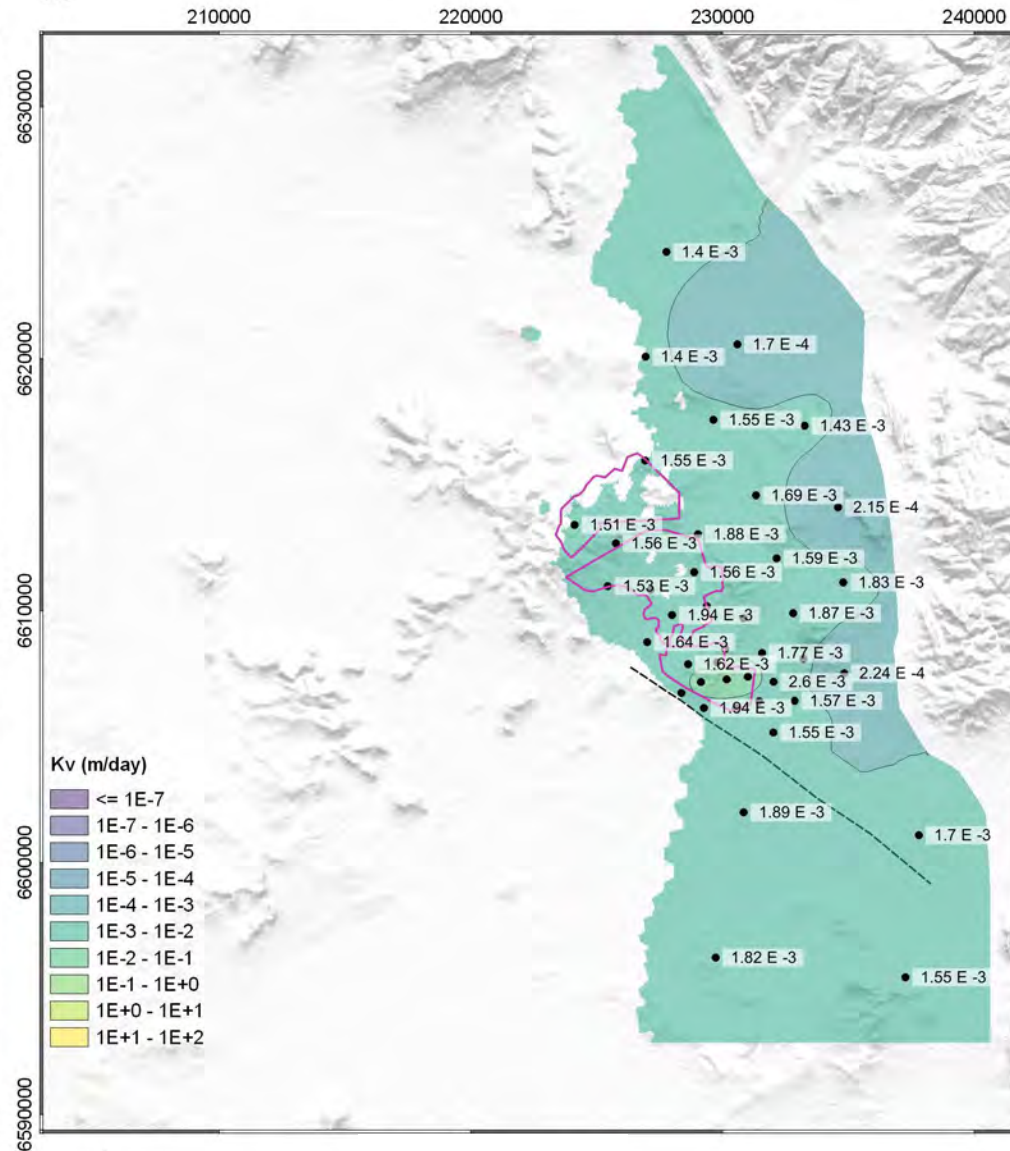 210000
220000
230000
240000
6630000
6620000
6610000
6600000
6590000
1.4 E -3
1.7 E -4
1.4 E -3
1.55 E -3
1.43 E -3
1.55 E -3
1.69 E -3
2.15 E -4
1.51 E -3
1.88 E -3
1.56 E -3
1.59 E -3
1.56 E -3
1.83 E -3
1.53 E -3
1.94 E -3
1.87 E -3
1.64 E -3
1.77 E -3
1.62 E -3
2.24 E -4
2.6 E -3
1.57 E -3
1.94 E -3
1.55 E -3
1.89 E -3
1.7 E -3
1.82 E -3
1.55 E -3
Kv (m/day)
<= 1E-7
1E-7 - 1E-6
1E-6 - 1E-5
1E-5 - 1E-4
1E-4 - 1E-3
1E-3 - 1E-2
1E-2 - 1E-1
1E-1 - 1E+0
1E+0 - 1E+1
1E+1 - 1E+2